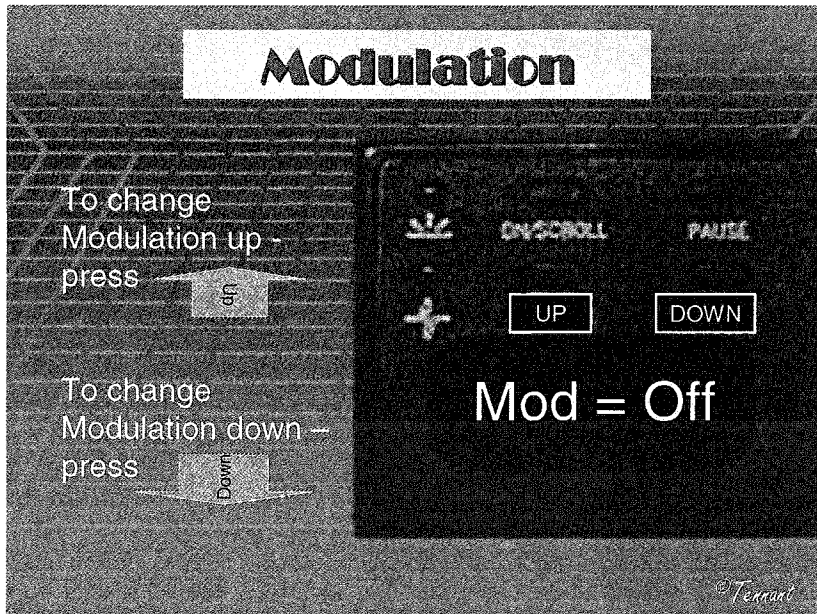 Modulation
To change
Modulation up -
press
Up
To change
Modulation down –
press
Down
ON/SCROLL PAUSE
UP DOWN
Mod = Off
©Tennant